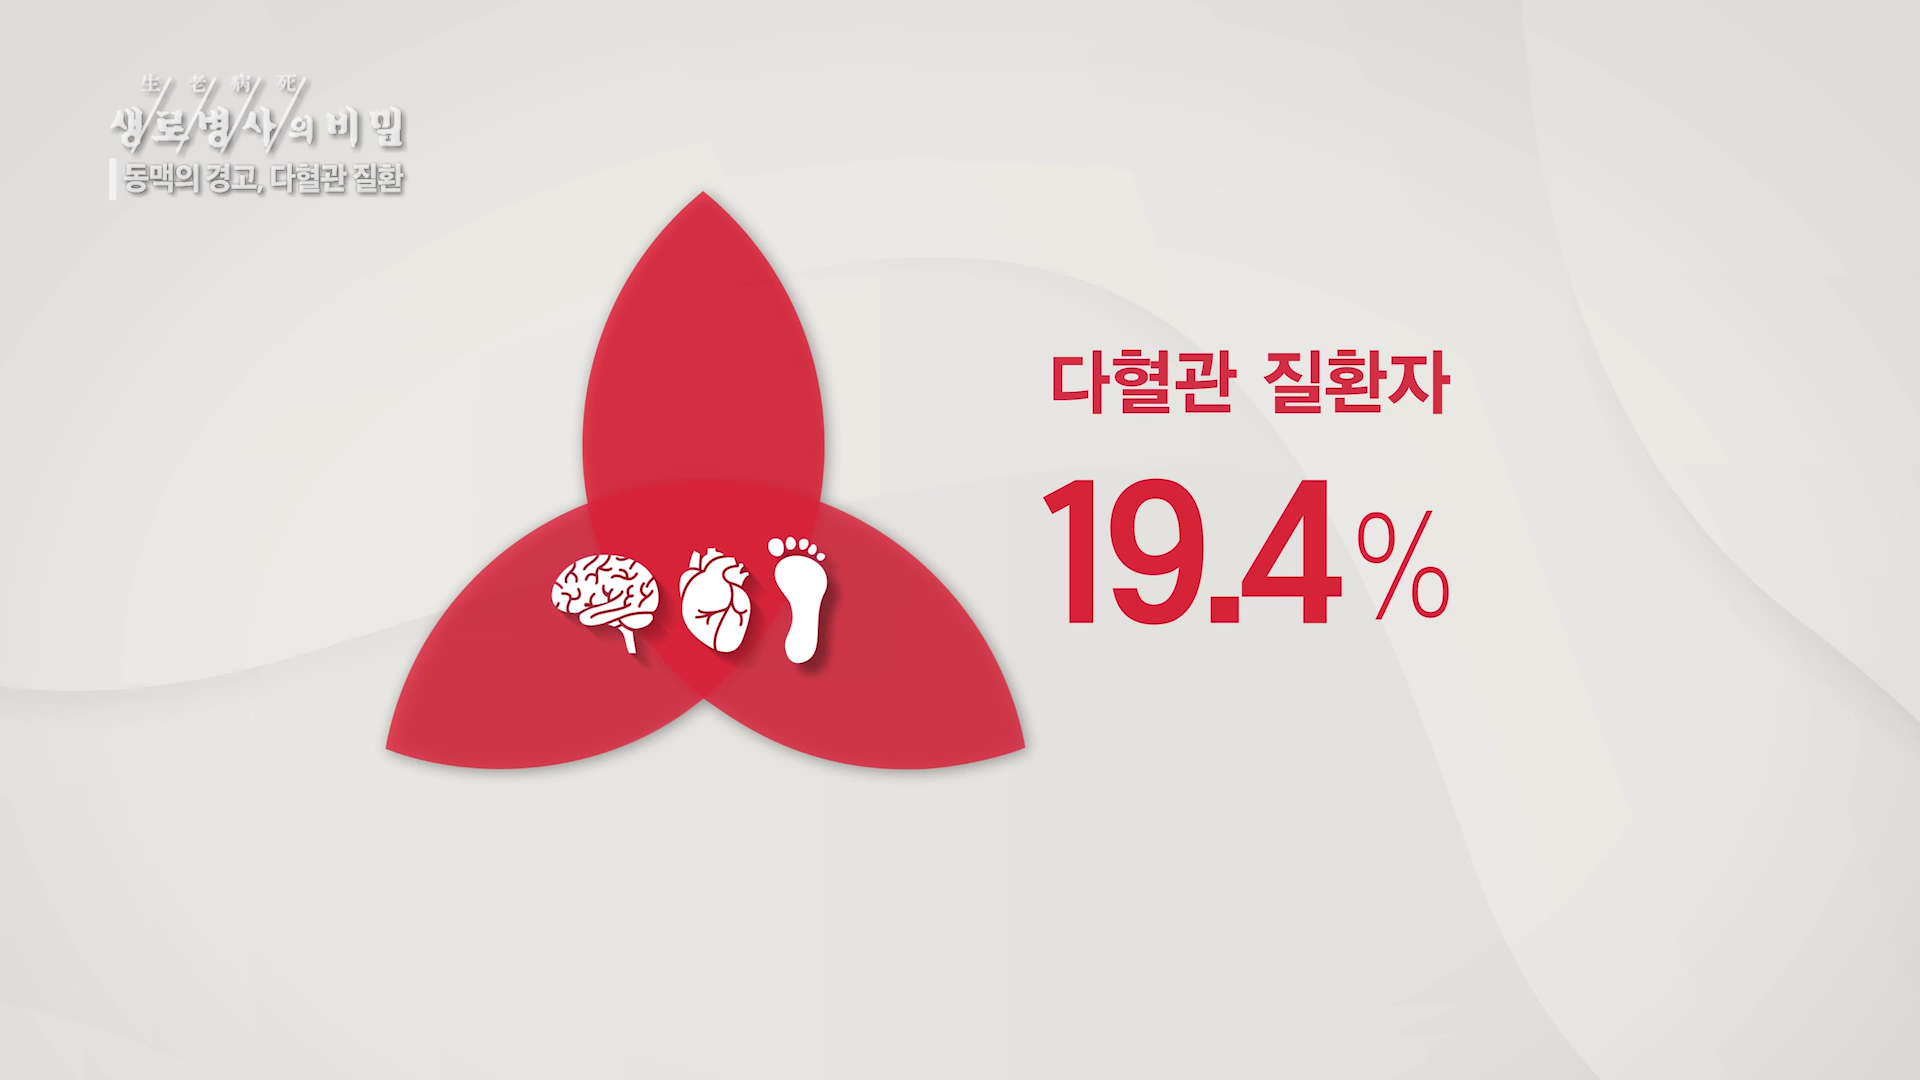 生老病死
생로병사의 비밀
동맥의 경고, 다혈관 질환
다혈관 질환자
19.4%